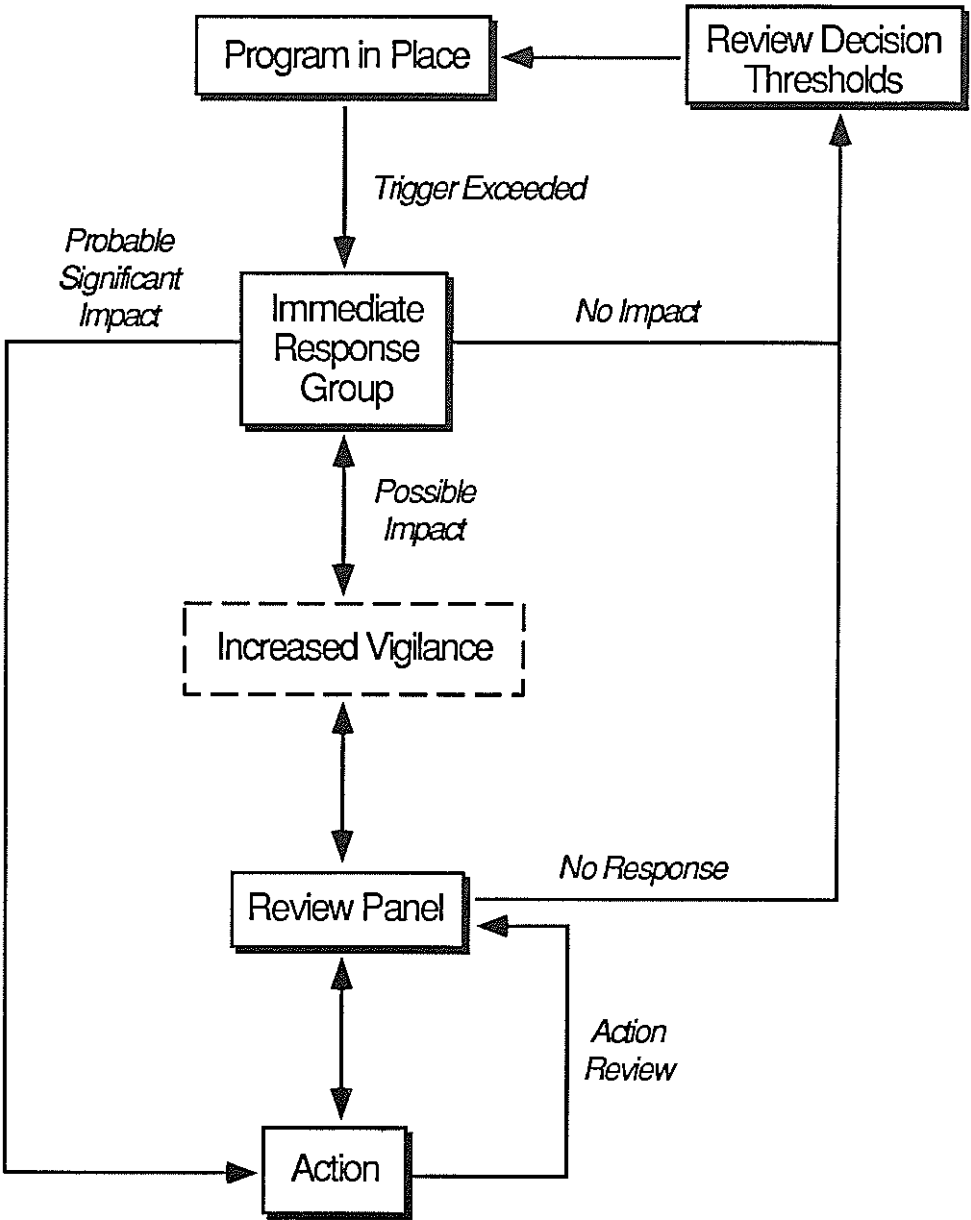 Program in Place
Review Decision
Thresholds
Trigger Exceeded
Probable
Significant
Impact
Immediate
Response
Group
No Impact
Possible
Impact
Increased Vigilance
No Response
Review Panel
Action
Review
Action